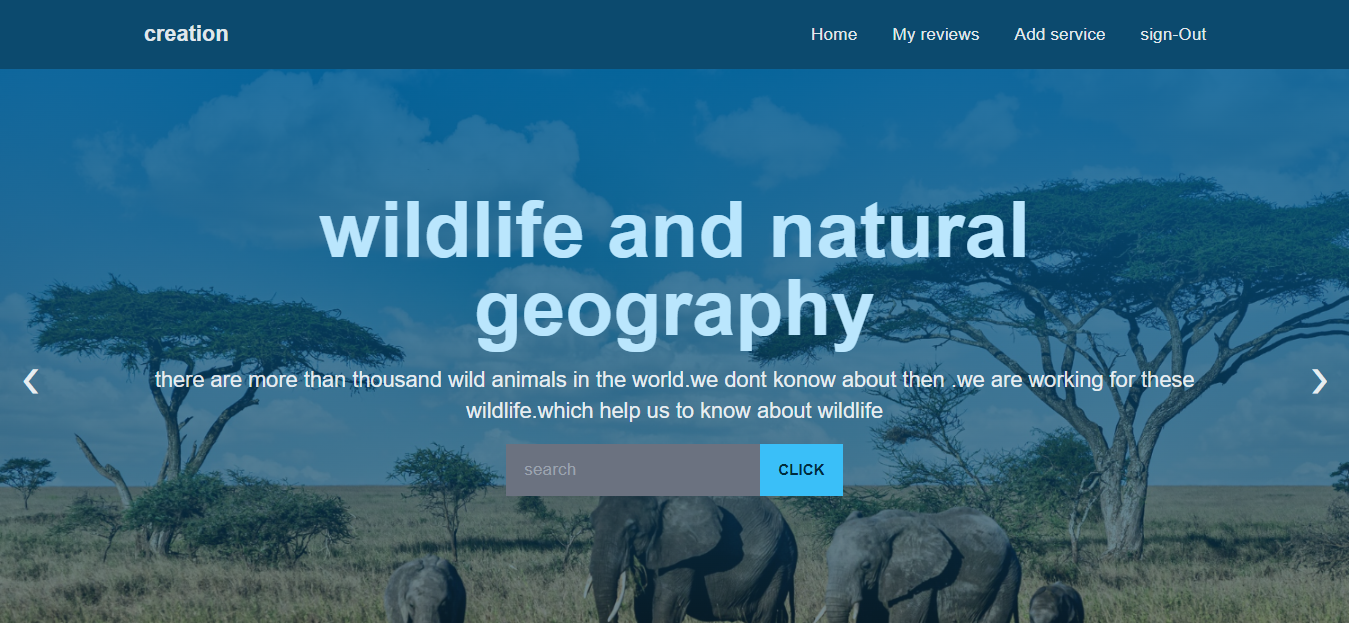 creation
Home
My reviews
Add service
sign-Out
wildlife and natural
geography
there are more than thousand wild animals in the world.we dont konow about then .we are working for these
wildlife.which help us to know about wildlife
search
CLICK